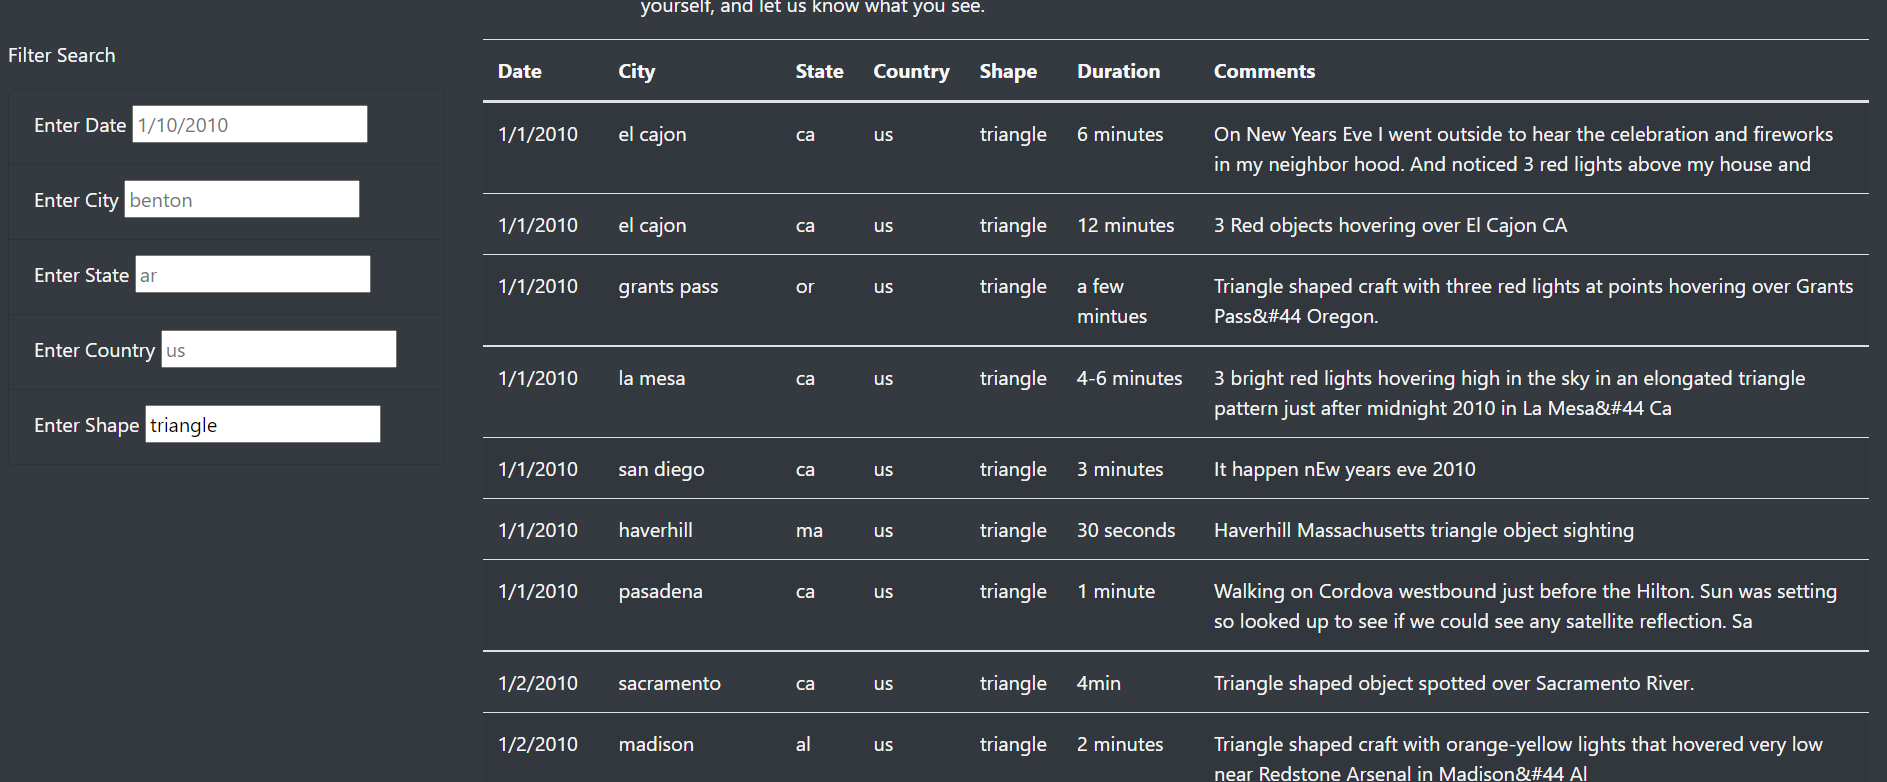 yourself, and let us know what you see.
Filter Search
Enter Date 1/10/2010
Enter City benton
Enter State ar
Enter Country us
Enter Shape triangle
Date City State Country Shape Duration Comments
1/1/2010 el cajon ca us triangle 6 minutes On New Years Eve I went outside to hear the celebration and fireworks
in my neighbor hood. And noticed 3 red lights above my house and
1/1/2010 el cajon ca us triangle 12 minutes 3 Red objects hovering over El Cajon CA
1/1/2010 grants pass or us triangle a few Triangle shaped craft with three red lights at points hovering over Grants
mintues Pass&#44 Oregon.
1/1/2010 la mesa ca us triangle 4-6 minutes 3 bright red lights hovering high in the sky in an elongated triangle
pattern just after midnight 2010 in La Mesa&#44 Ca
1/1/2010 san diego ca us triangle 3 minutes It happen nEw years eve 2010
1/1/2010 haverhill ma us triangle 30 seconds Haverhill Massachusetts triangle object sighting
1/1/2010 pasadena ca us triangle 1 minute Walking on Cordova westbound just before the Hilton. Sun was setting
so looked up to see if we could see any satellite reflection. Sa
1/2/2010 sacramento ca us triangle 4min Triangle shaped object spotted over Sacramento River.
1/2/2010 madison al us triangle 2 minutes Triangle shaped craft with orange-yellow lights that hovered very low
near Redstone Arsenal in Madison&#44 Al